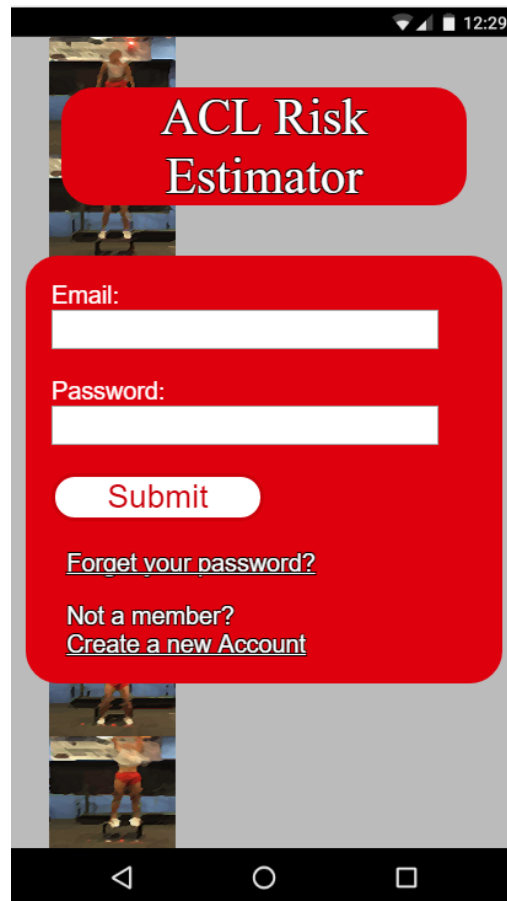 12:29
ACL Risk
Estimator
Email:
Password:
Submit
Forget your password?
Not a member?
Create a new Account